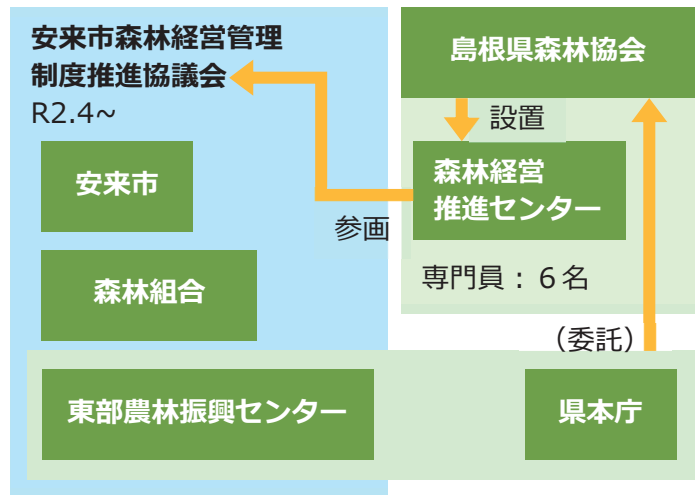 安来市森林経営管理
制度推進協議会
R2.4~
安来市
森林組合
東部農林振興センター
島根県森林協会
設置
森林経営
推進センター
参画
専門員：６名
（委託）
県本庁